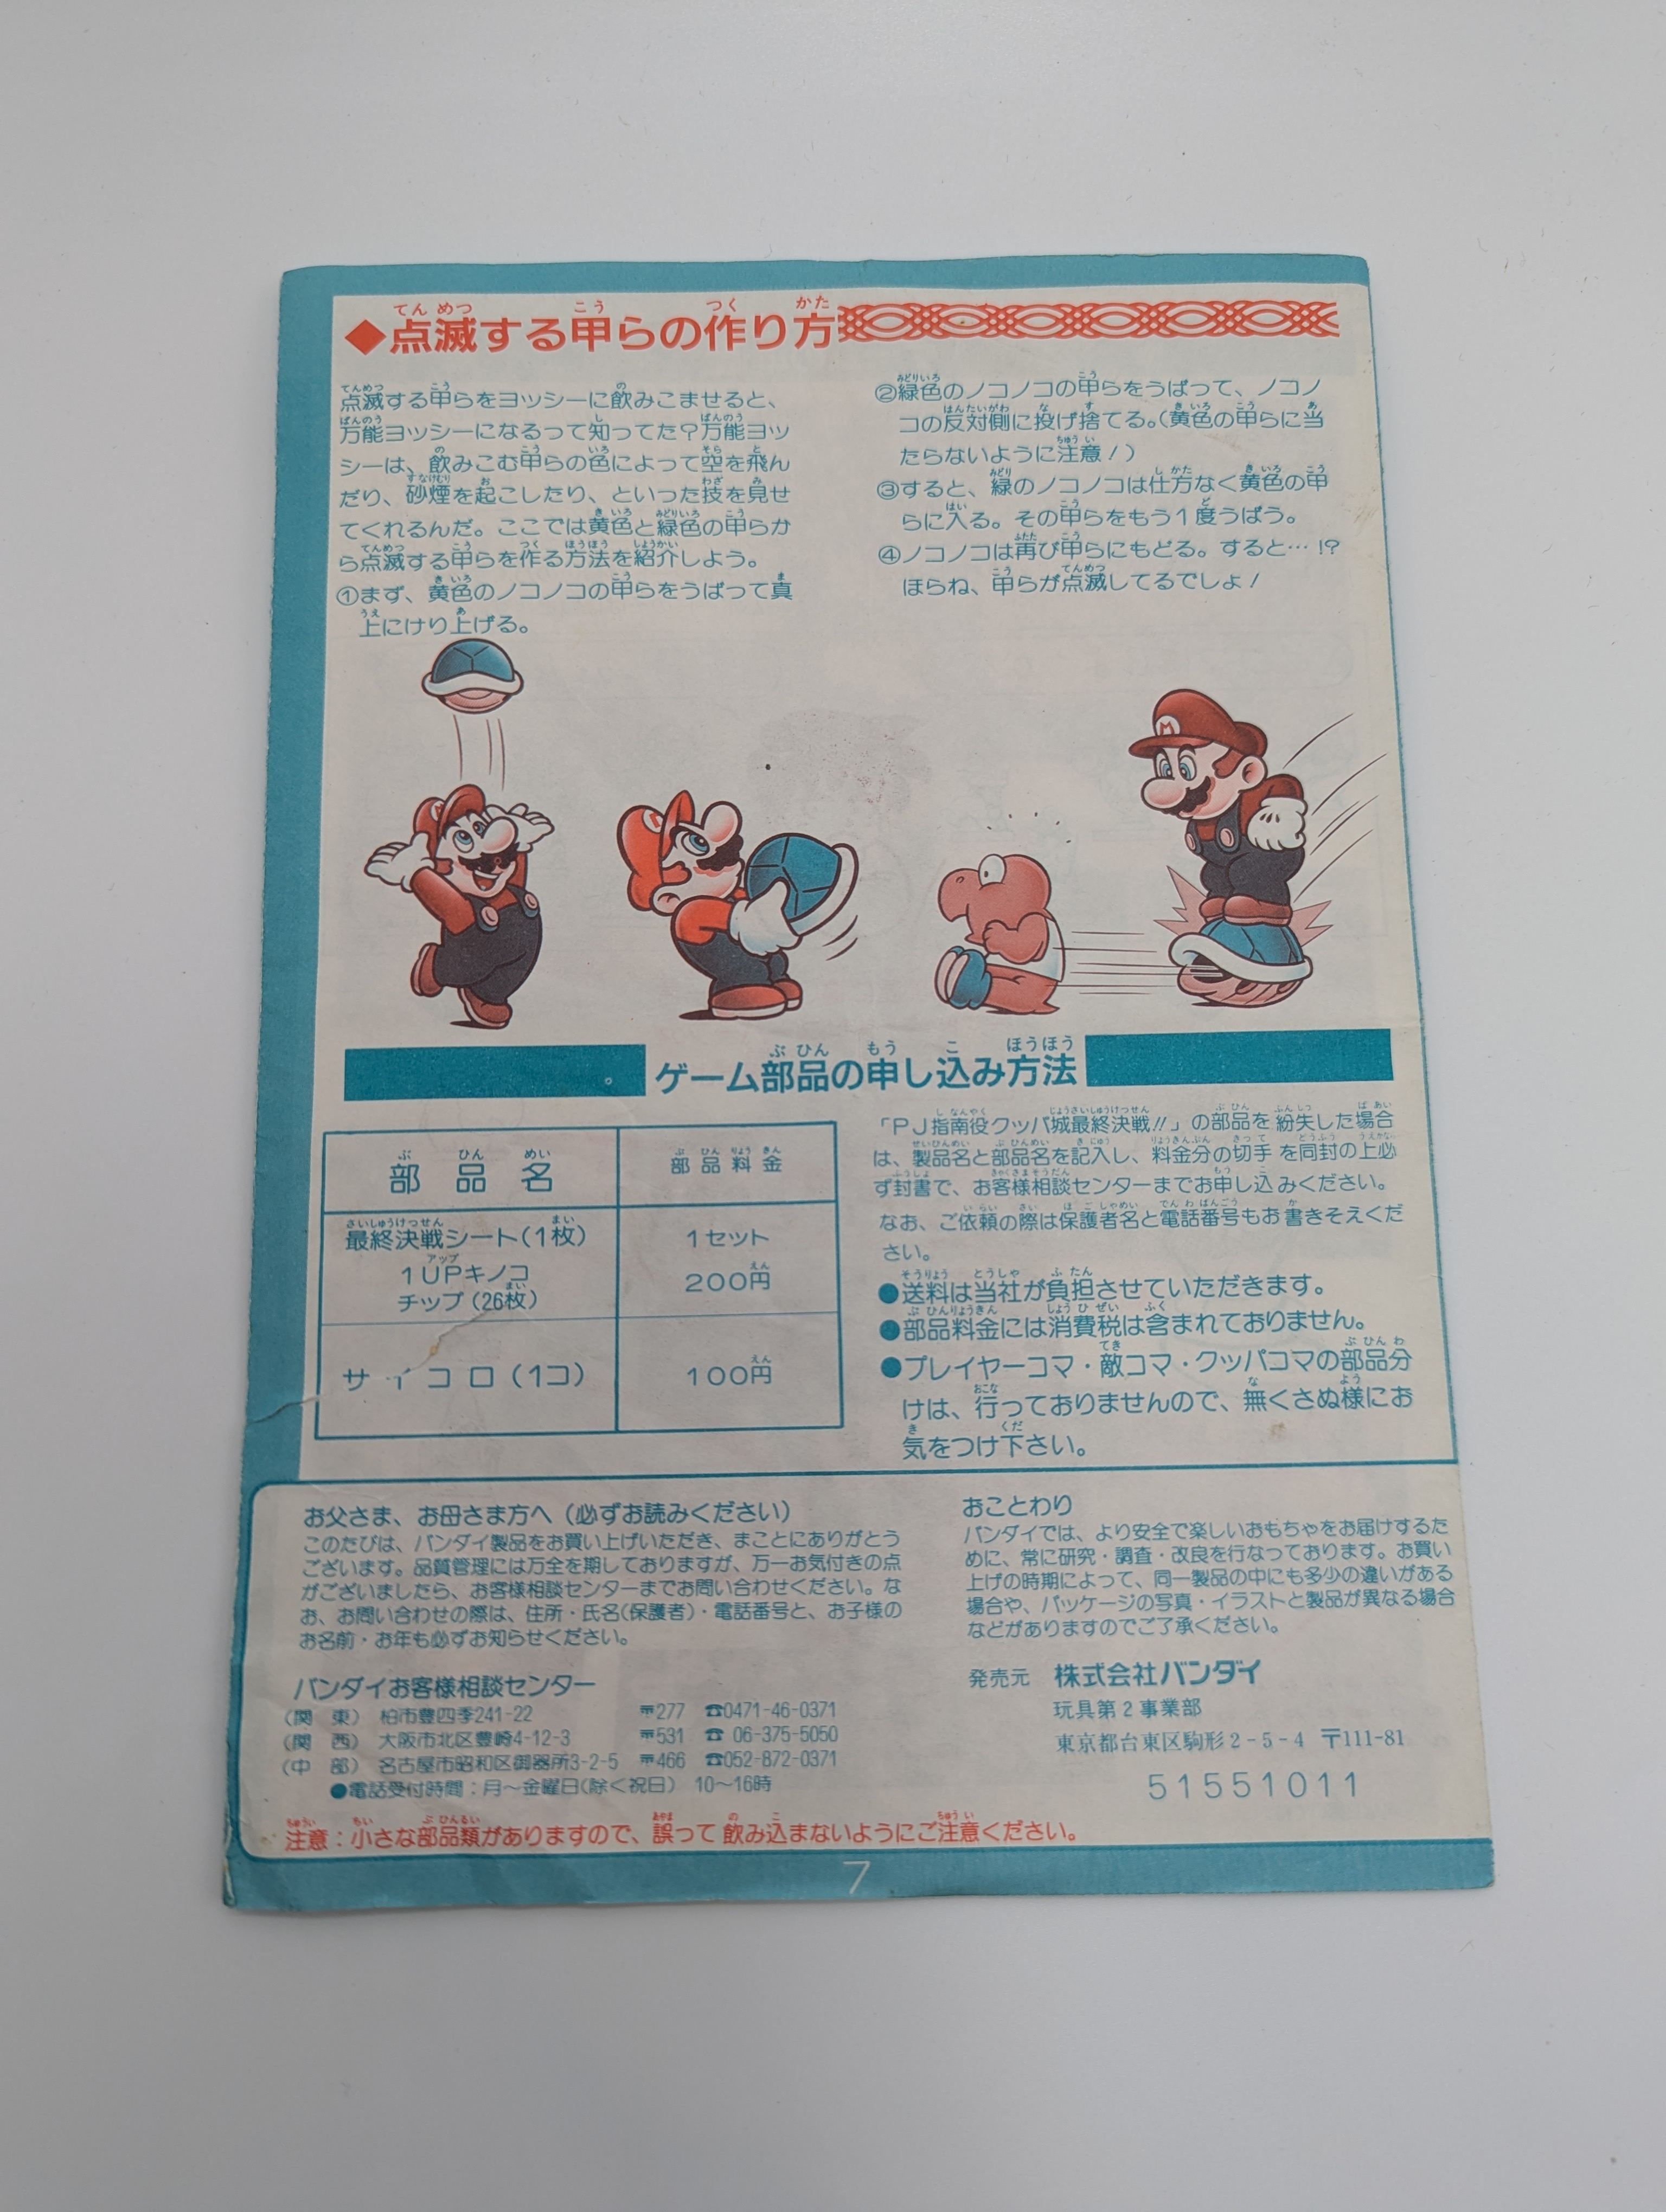 ◆点滅する甲らの作り方
点滅する甲らをヨッシーに飲みこませると、
万能ヨッシーになるって知ってた？万能ヨッ
シーは、飲みこむ甲らの色によって空を飛ん
だり、砂煙を起こしたり、といった技を見せ
てくれるんだ。ここでは黄色と緑色の甲らか
ら点滅する甲らを作る方法を紹介しよう。
①まず、黄色のノコノコの甲らをうばって真
上にけり上げる。
②緑色のノコノコの甲らをうばって、ノコノ
コの反対側に投げ捨てる。(黄色の甲らに当
たらないように注意！)
③すると、緑のノコノコは仕方なく黄色の甲
らに入る。その甲らをもう1度うばう。
④ノコノコは再び甲らにもどる。すると…!?
ほらね、甲らが点滅してるでしょ！
M
M
M
ゲーム部品の申し込み方法
部品名
部品料金
最終決戦シート(1枚)
1UPキノコ
チップ(26枚)
1セット
200円
サイコロ(1コ)
100円
「PJ指南役クッパ城最終決戦!!」の部品を紛失した場合
は、製品名と部品名を記入し、料金分の切手を同封の上必
ず封書で、お客様相談センターまでお申し込みください。
なお、ご依頼の際は保護者名と電話番号もお書きそえくだ
さい。
●送料は当社が負担させていただきます。
●部品料金には消費税は含まれておりません。
●プレイヤーコマ・敵コマ・クッパコマの部品分
けは、行っておりませんので、無くさぬ様にお
気をつけ下さい。
お父さま、お母さま方へ(必ずお読みください)
このたびは、バンダイ製品をお買い上げいただき、まことにありがとう
ございます。品質管理には万全を期しておりますが、万一お気付きの点
がございましたら、お客様相談センターまでお問い合わせください。な
お、お問い合わせの際は、住所・氏名(保護者)・電話番号と、お子様の
お名前・お年も必ずお知らせください。
バンダイお客様相談センター
(関　東) 柏市豊四季241-22 〒277 ☎0471-46-0371
(関　西) 大阪市北区豊崎4-12-3 〒531 ☎06-375-5050
(中　部) 名古屋市昭和区御器所3-2-5 〒466 ☎052-872-0371
●電話受付時間：月〜金曜日(除く祝日) 10〜16時
おことわり
バンダイでは、より安全で楽しいおもちゃをお届けするた
めに、常に研究・調査・改良を行なっております。お買い
上げの時期によって、同一製品の中にも多少の違いがある
場合や、パッケージの写真・イラストと製品が異なる場合
などがありますのでご了承ください。
発売元 株式会社バンダイ
玩具第2事業部
東京都台東区駒形2-5-4 〒111-81
51551011
注意：小さな部品類がありますので、誤って飲み込まないようにご注意ください。
7